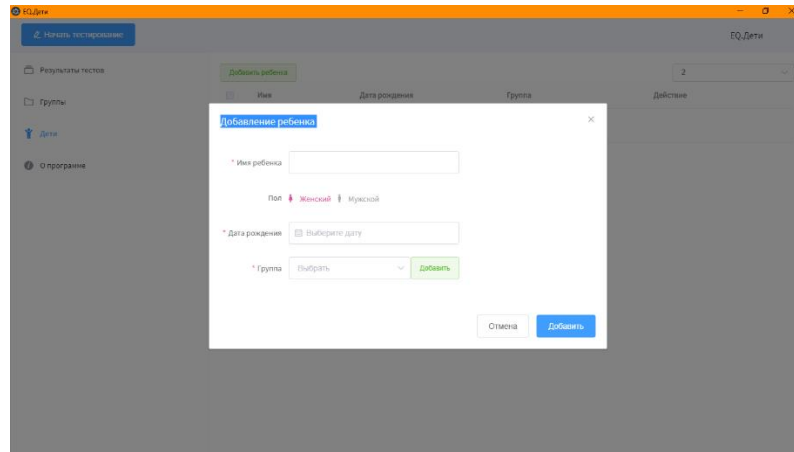 EQ.Дети
Начать тестирование
EQ.Дети
Результаты тестов
Добавить ребенка
2
Группы
Имя
Дата рождения
Группа
Действие
Дети
О программе
Добавление ребенка
* Имя ребенка
Пол
Женский
Мужской
* Дата рождения
Выберите дату
* Группа
Выбрать
Добавить
Отмена
Добавить